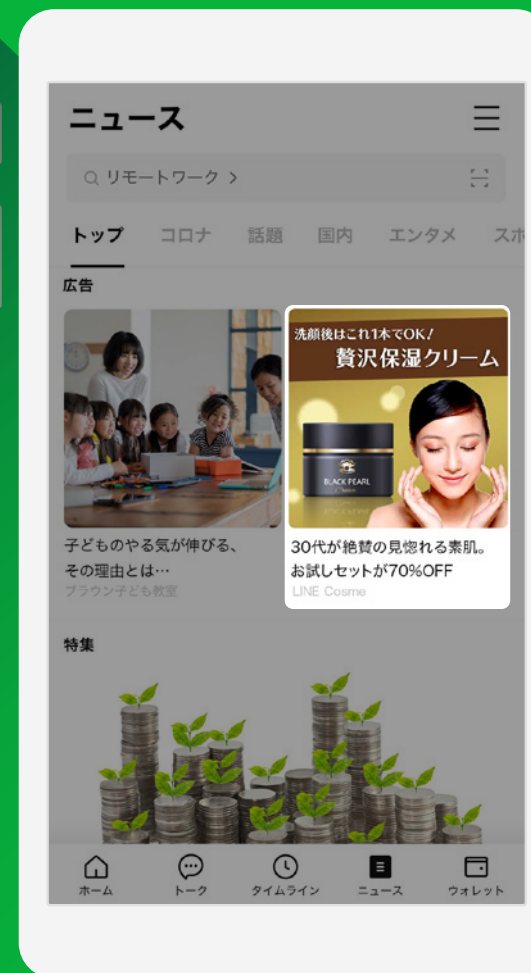 ニュース
リモートワーク
トップ コロナ 話題 国内 エンタメ スポ
広告
洗顔後はこれ1本でOK!
贅沢保湿クリーム
BLACK PEARL
子どものやる気が伸びる、
その理由とは…
ブラウン子ども教室
30代が絶賛の見惚れる素肌。
お試しセットが70%OFF
LINE Cosme
特集
ホーム トーク タイムライン ニュース ウォレット